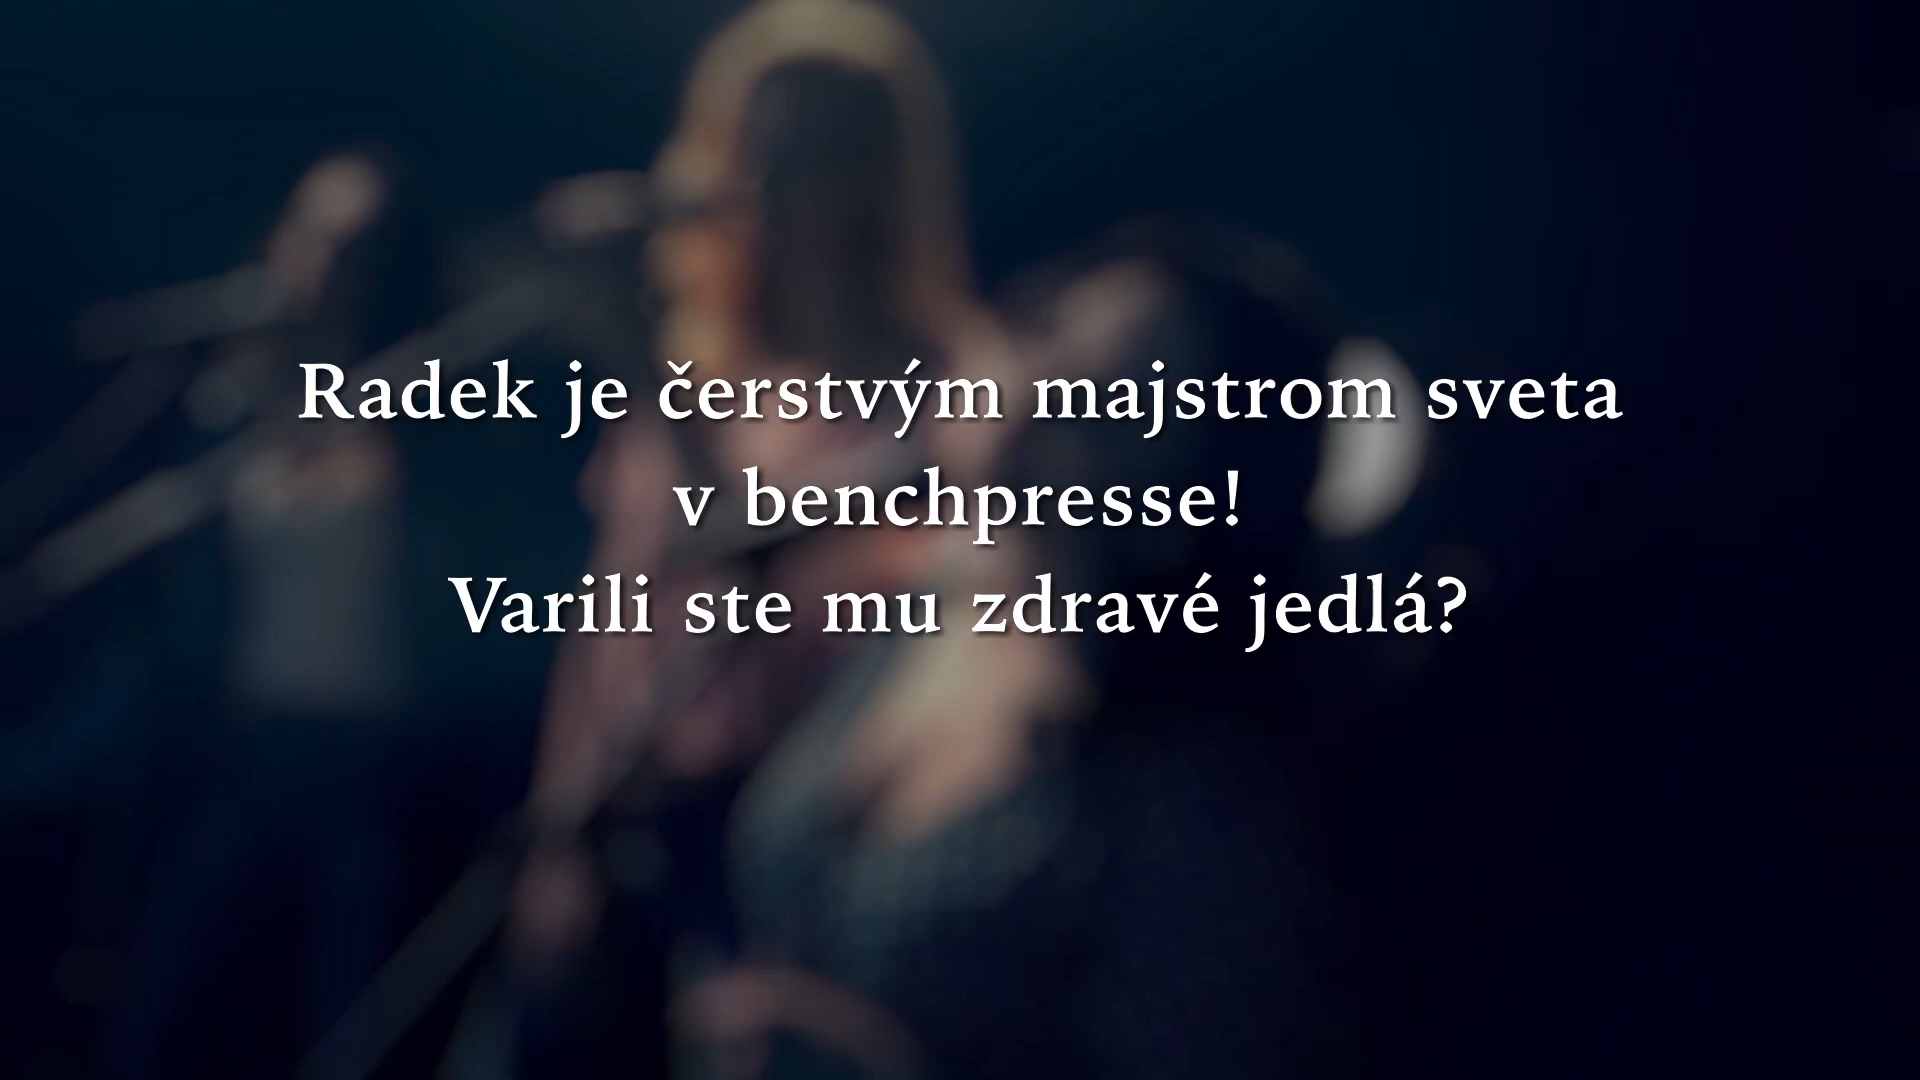 Radek je čerstvým majstrom sveta
v benchpresse!
Varili ste mu zdravé jedlá?